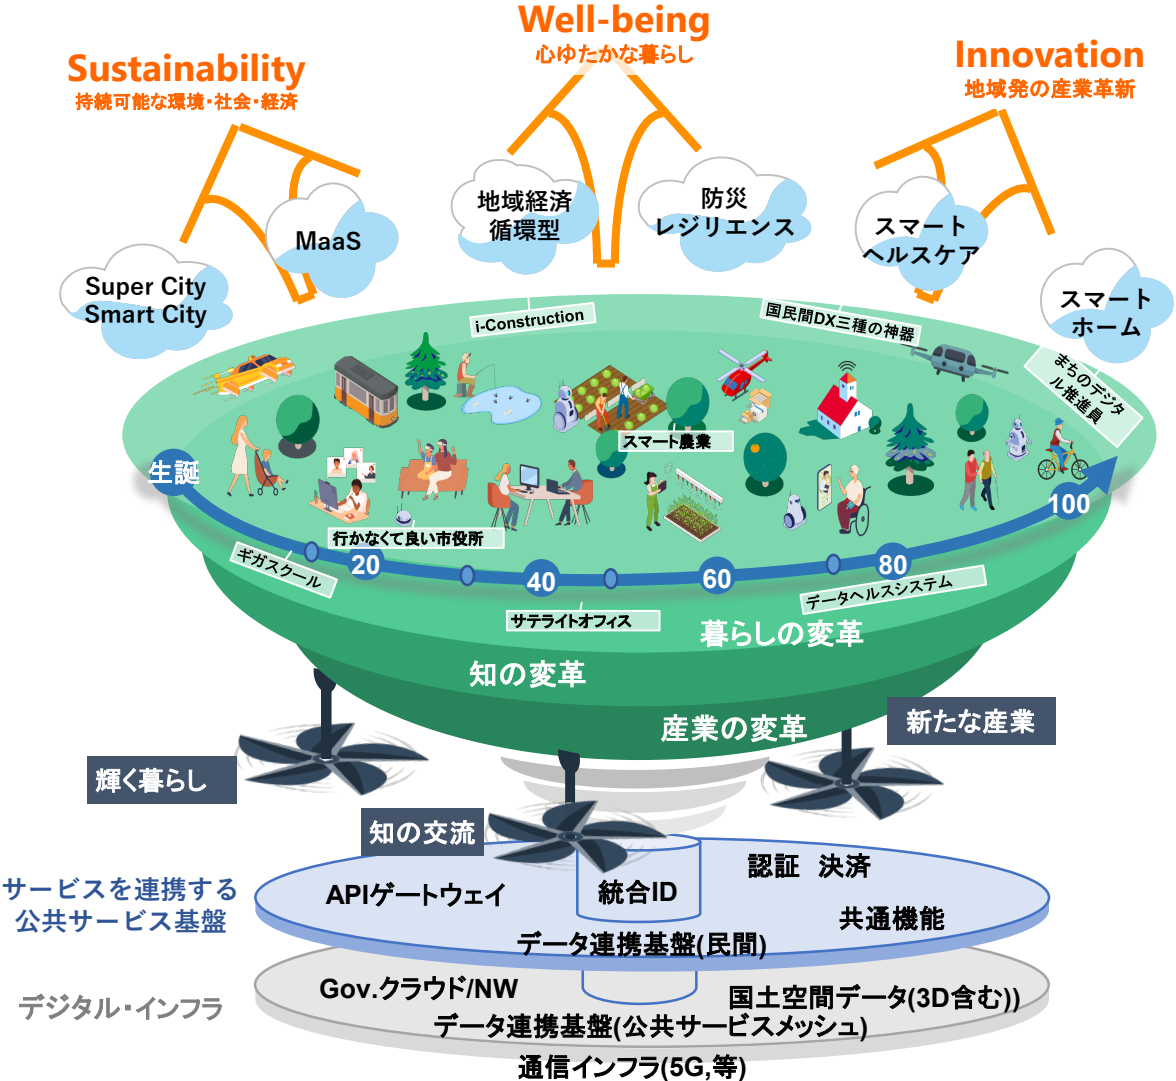 Well-being
心ゆたかな暮らし
Sustainability
持続可能な環境・社会・経済
Innovation
地域発の産業革新
Super City
Smart City
MaaS
地域経済
循環型
防災
レジリエンス
スマート
ヘルスケア
スマート
ホーム
i-Construction
国民間DX三種の神器
まちのデジタ
ル推進員
スマート農業
生誕
100
行かなくて良い市役所
ギガスクール
20
40
60
80
サテライトオフィス
データヘルスシステム
暮らしの変革
知の変革
産業の変革
新たな産業
輝く暮らし
知の交流
サービスを連携する
公共サービス基盤
APIゲートウェイ
統合ID
認証 決済
共通機能
データ連携基盤(民間)
デジタル・インフラ
Gov.クラウド/NW
国土空間データ(3D含む))
データ連携基盤(公共サービスメッシュ)
通信インフラ(5G,等)